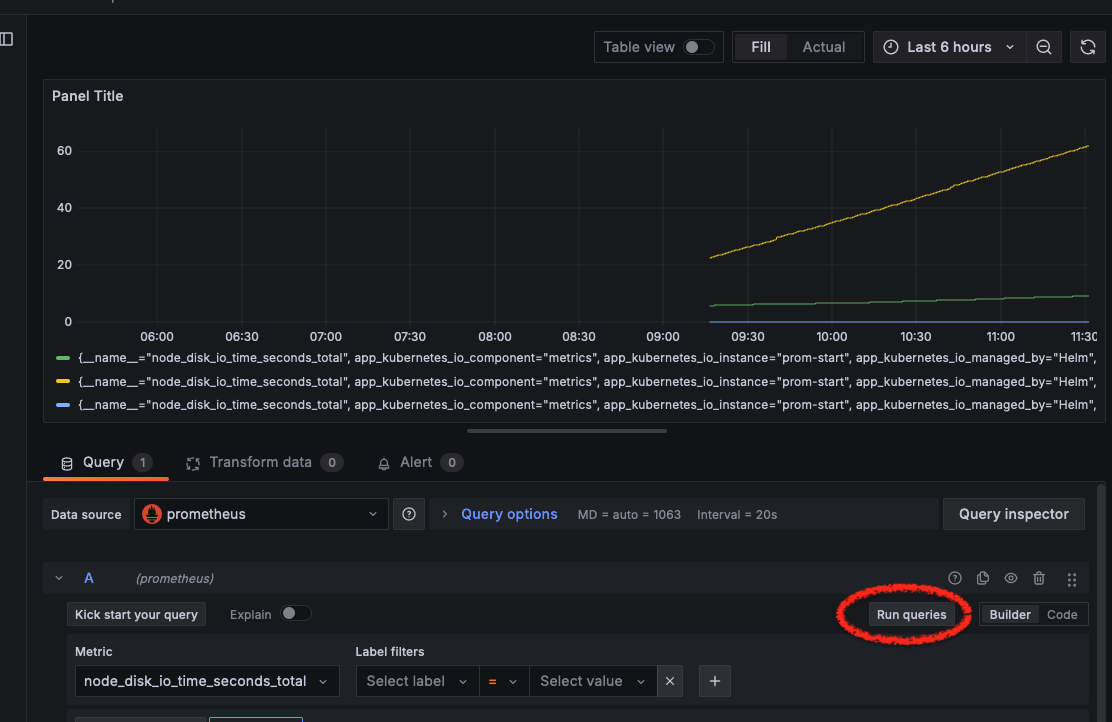 Table view Fill Actual Last 6 hours
Panel Title
60
40
20
0
06:00 06:30 07:00 07:30 08:00 08:30 09:00 09:30 10:00 10:30 11:00 11:30
{__name__="node_disk_io_time_seconds_total", app_kubernetes_io_component="metrics", app_kubernetes_io_instance="prom-start", app_kubernetes_io_managed_by="Helm",
{__name__="node_disk_io_time_seconds_total", app_kubernetes_io_component="metrics", app_kubernetes_io_instance="prom-start", app_kubernetes_io_managed_by="Helm",
{__name__="node_disk_io_time_seconds_total", app_kubernetes_io_component="metrics", app_kubernetes_io_instance="prom-start", app_kubernetes_io_managed_by="Helm",
Query 1 Transform data 0 Alert 0
Data source prometheus Query options MD = auto = 1063 Interval = 20s Query inspector
A (prometheus)
Kick start your query Explain Run queries Builder Code
Metric Label filters
node_disk_io_time_seconds_total Select label = Select value